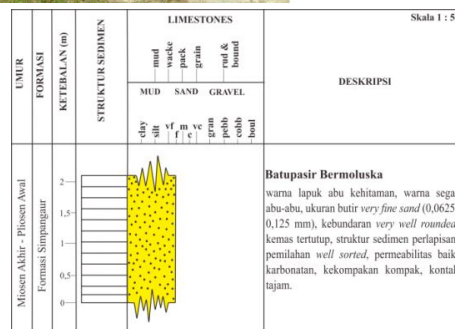 Skala 1 : 5
LIMESTONES
UMUR
FORMASI
KETEBALAN (m)
STRUKTUR SEDIMEN
mud
wacke
pack
grain
rud &
bound
MUD SAND GRAVEL
clay
silt
vf
f
m
c
vc
gran
pebb
cobb
boul
DESKRIPSI
Miosen Akhir - Pliosen Awal
Formasi Simpangaur
2
1,5
1
0,5
0
Batupasir Bermoluska
warna lapuk abu kehitaman, warna sega
abu-abu, ukuran butir very fine sand (0,0625
0,125 mm), kebundaran very well rounded
kemas tertutup, struktur sedimen perlapisan
pemilahan well sorted, permeabilitas baik
karbonatan, kekompakan kompak, kontak
tajam.